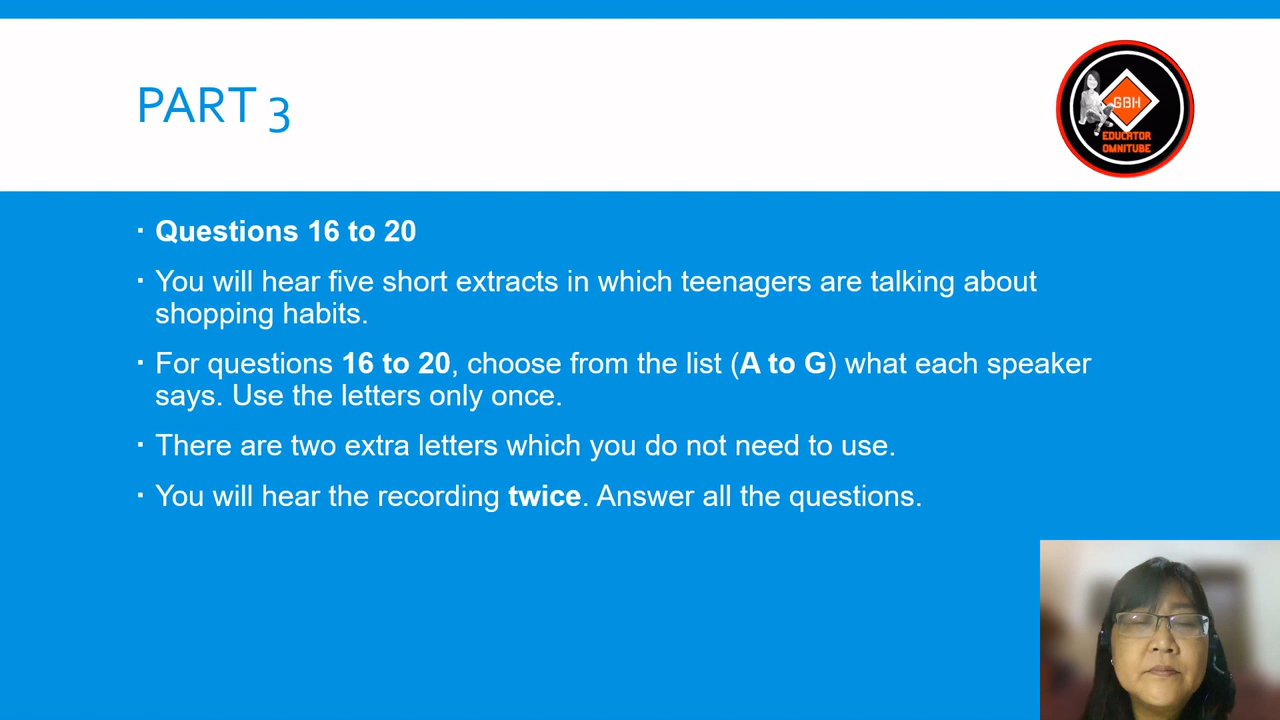 PART 3
GBH
EDUCATOR
OMNITUBE
Questions 16 to 20
You will hear five short extracts in which teenagers are talking about
shopping habits.
For questions 16 to 20, choose from the list (A to G) what each speaker
says. Use the letters only once.
There are two extra letters which you do not need to use.
You will hear the recording twice. Answer all the questions.